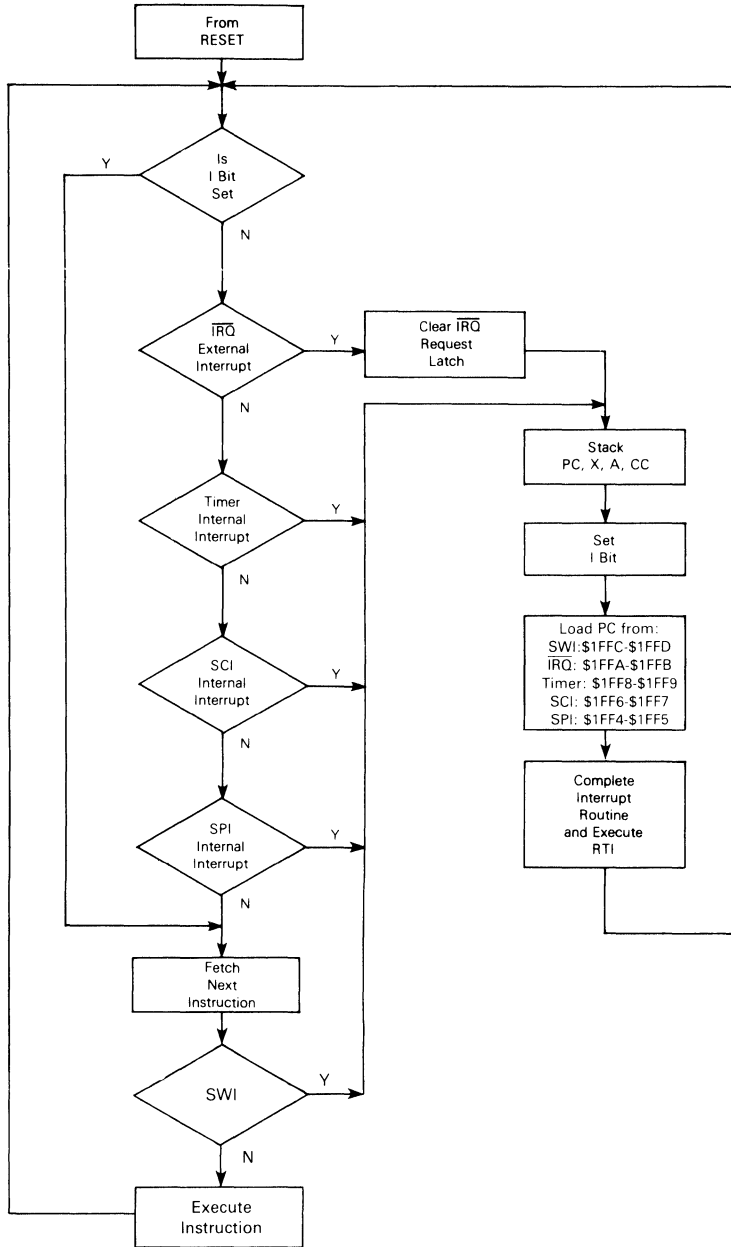 From
RESET
Is
I Bit
Set
Y
N
IRQ
External
Interrupt
Y
N
Clear IRQ
Request
Latch
Stack
PC, X, A, CC
Timer
Internal
Interrupt
Y
N
Set
I Bit
Load PC from:
SWI:$1FFC-$1FFD
IRQ: $1FFA-$1FFB
Timer: $1FF8-$1FF9
SCI: $1FF6-$1FF7
SPI: $1FF4-$1FF5
SCI
Internal
Interrupt
Y
N
Complete
Interrupt
Routine
and Execute
RTI
SPI
Internal
Interrupt
Y
N
Fetch
Next
Instruction
SWI
Y
N
Execute
Instruction